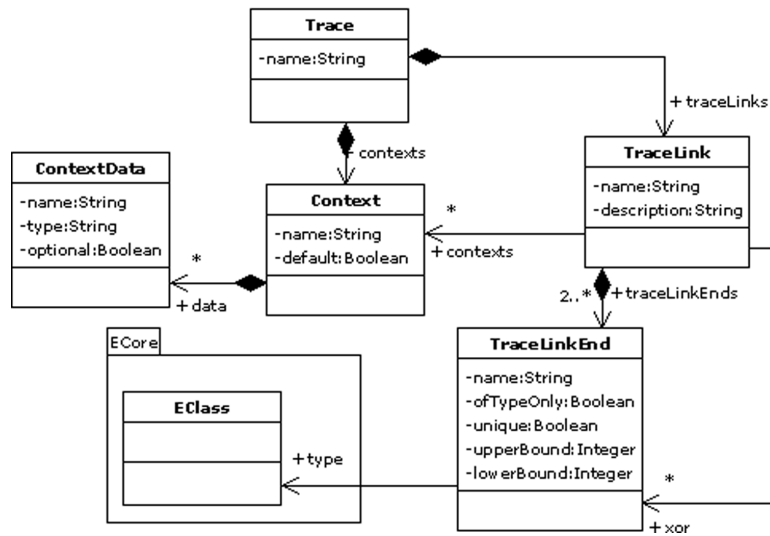 Trace
-name:String
+ traceLinks
+ contexts
ContextData
-name:String
-type:String
-optional:Boolean
*
+ data
Context
-name:String
-default:Boolean
*
+ contexts
TraceLink
-name:String
-description:String
2..*
+ traceLinkEnds
ECore
EClass
+ type
TraceLinkEnd
-name:String
-ofTypeOnly:Boolean
-unique:Boolean
-upperBound:Integer
-lowerBound:Integer
*
+ xor